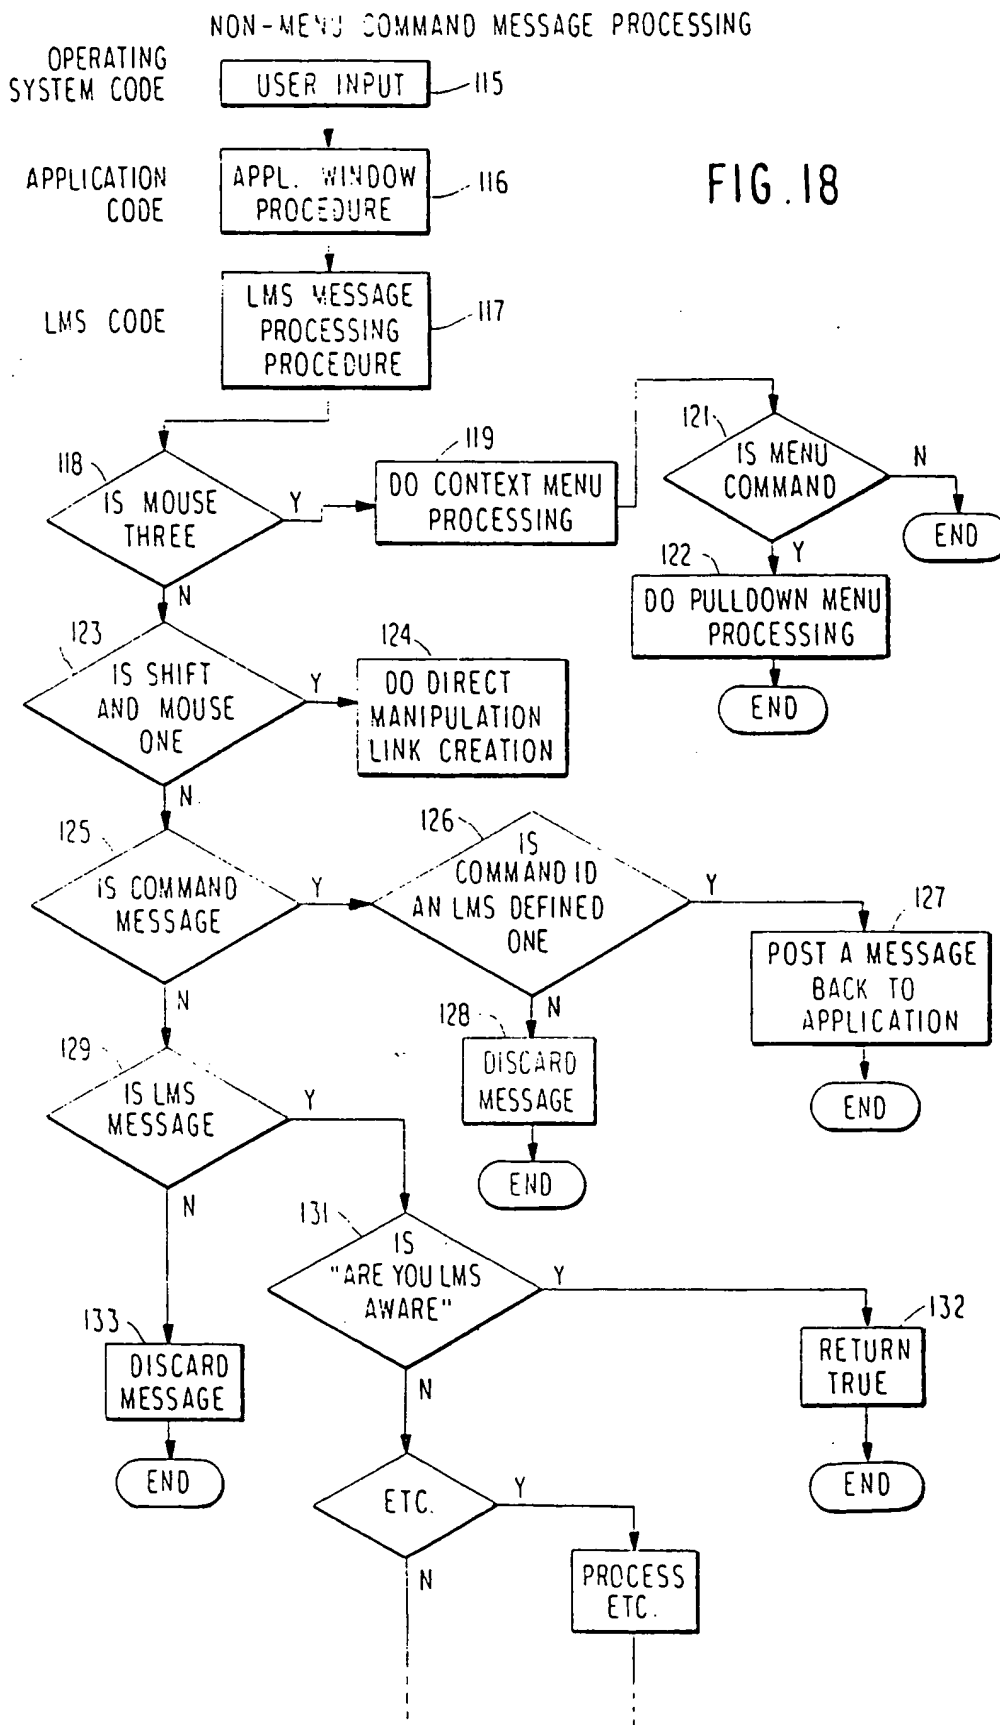 NON-MENU COMMAND MESSAGE PROCESSING
OPERATING
SYSTEM CODE
USER INPUT
115
APPLICATION
CODE
APPL. WINDOW
PROCEDURE
116
FIG.18
LMS CODE
LMS MESSAGE
PROCESSING
PROCEDURE
117
118
IS MOUSE
THREE
Y
N
119
DO CONTEXT MENU
PROCESSING
121
IS MENU
COMMAND
N
END
Y
122
DO PULLDOWN MENU
PROCESSING
END
123
IS SHIFT
AND MOUSE
ONE
Y
N
124
DO DIRECT
MANIPULATION
LINK CREATION
125
IS COMMAND
MESSAGE
Y
N
126
IS
COMMAND ID
AN LMS DEFINED
ONE
Y
N
127
POST A MESSAGE
BACK TO
APPLICATION
END
128
DISCARD
MESSAGE
END
129
IS LMS
MESSAGE
Y
N
131
IS
"ARE YOU LMS
AWARE"
Y
N
132
RETURN
TRUE
END
133
DISCARD
MESSAGE
END
ETC.
Y
N
PROCESS
ETC.